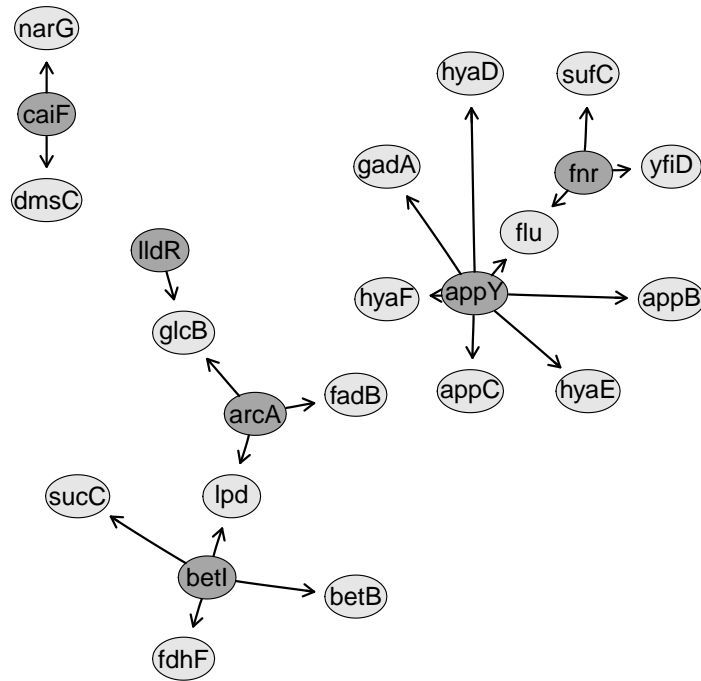 narG
hyaD
sufC
caiF
gadA
fnr
yfiD
dmsC
flu
lldR
hyaF
appY
appB
glcB
appC
hyaE
fadB
arcA
sucC
lpd
betI
betB
fdhF